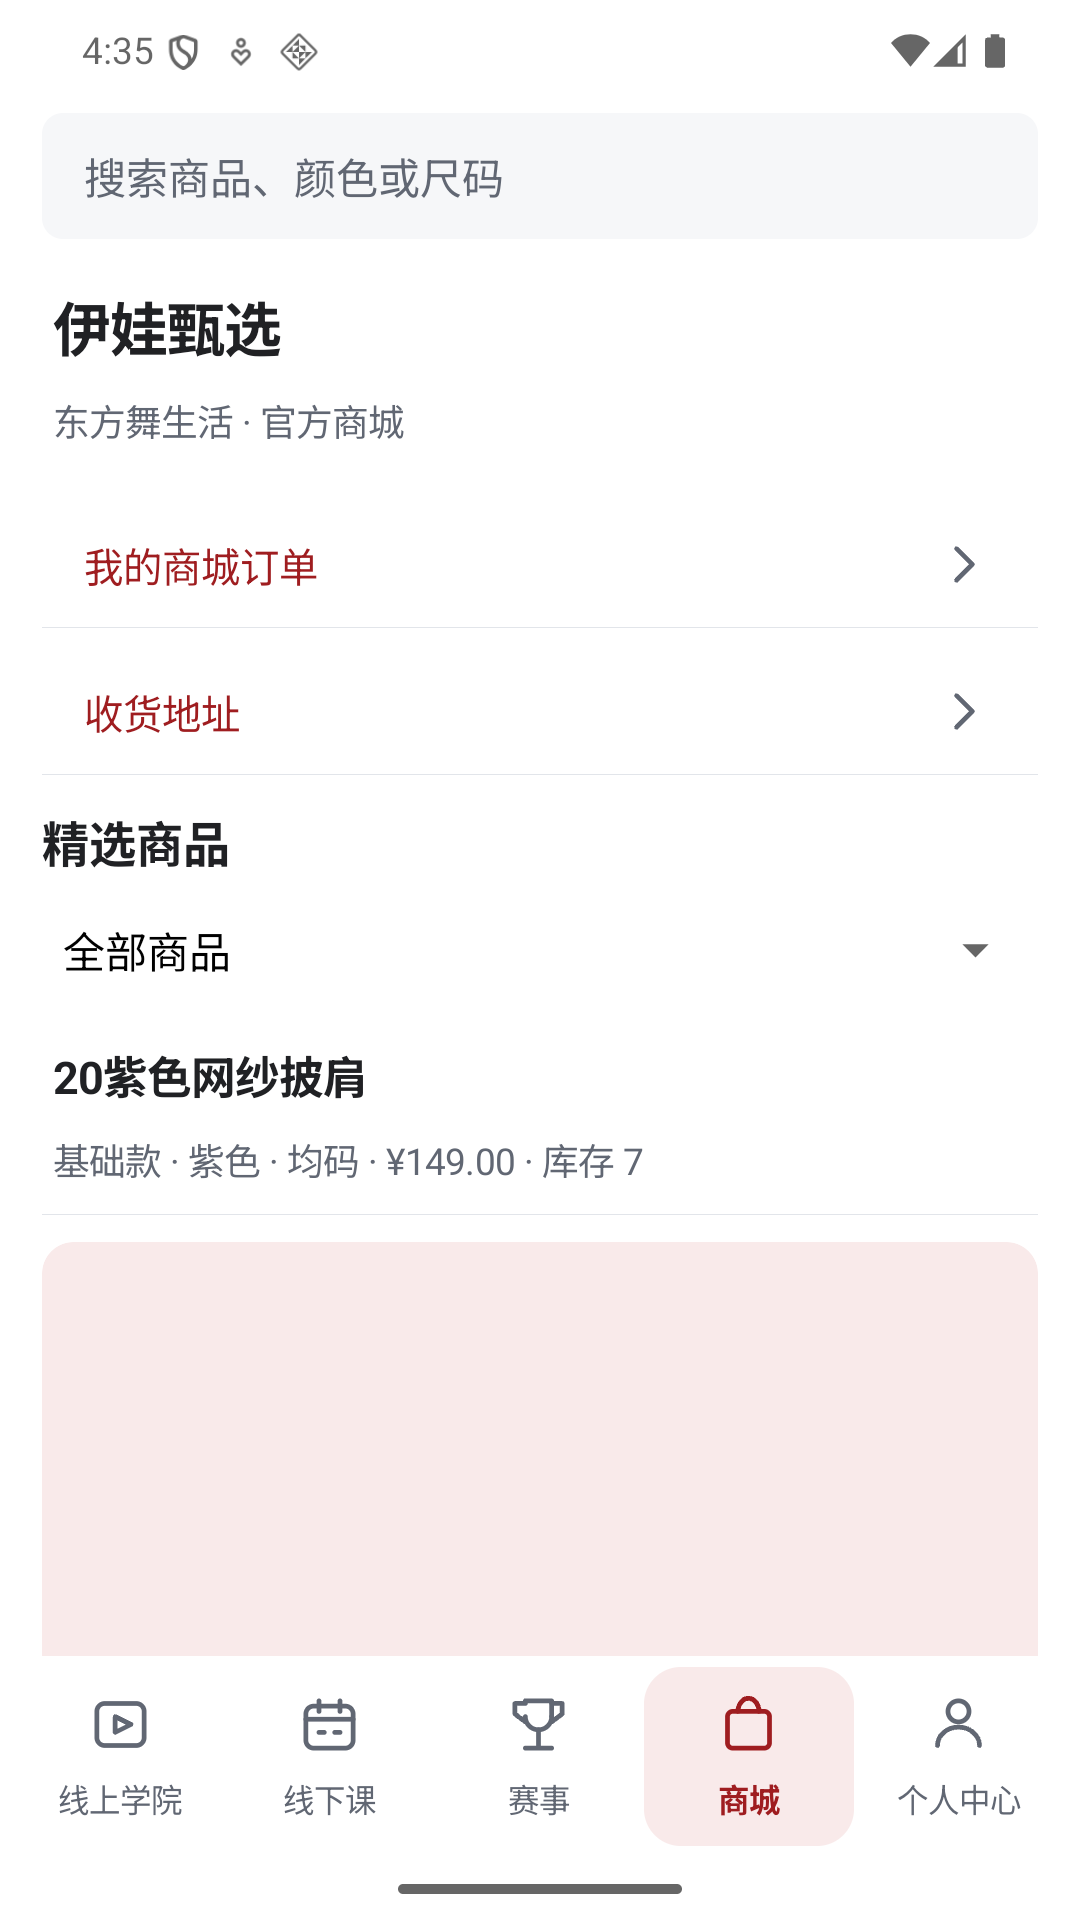 4:35
搜索商品、颜色或尺码
伊娃甄选
东方舞生活 · 官方商城
我的商城订单
收货地址
精选商品
全部商品
20紫色网纱披肩
基础款 · 紫色 · 均码 · ¥149.00 · 库存 7
线上学院
线下课
赛事
商城
个人中心